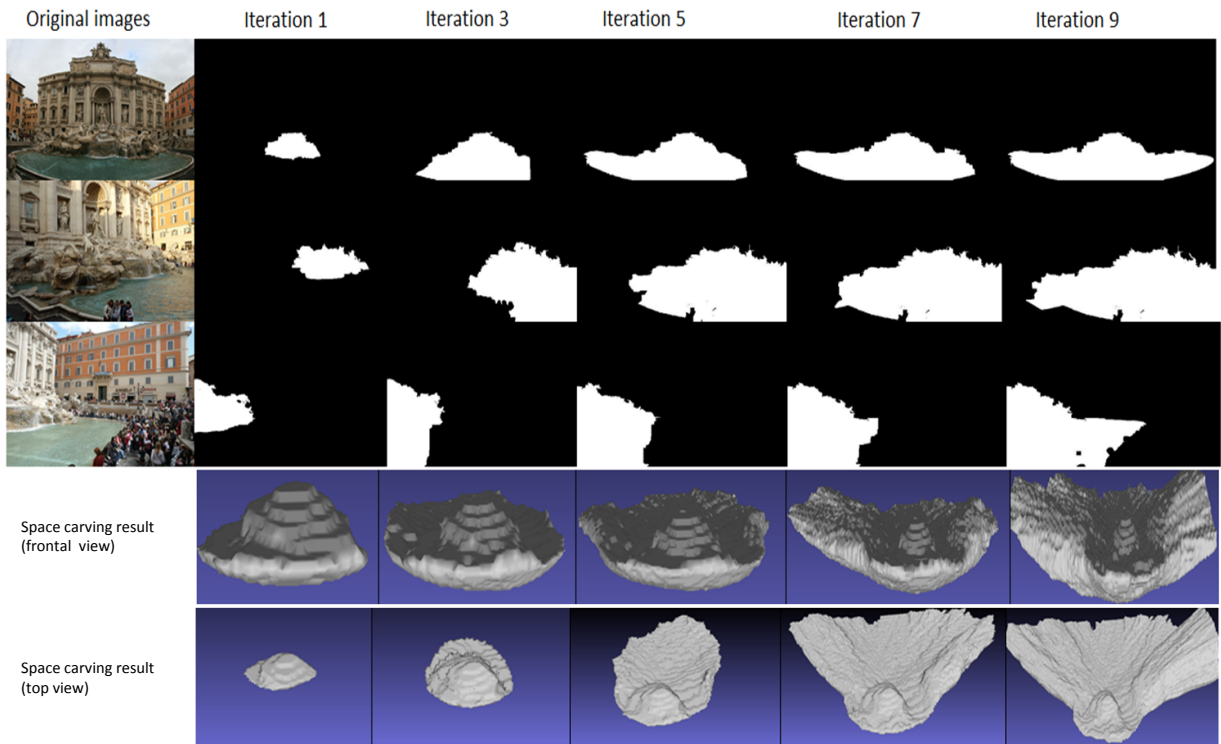 Original images
Iteration 1
Iteration 3
Iteration 5
Iteration 7
Iteration 9
Space carving result
(frontal view)
Space carving result
(top view)